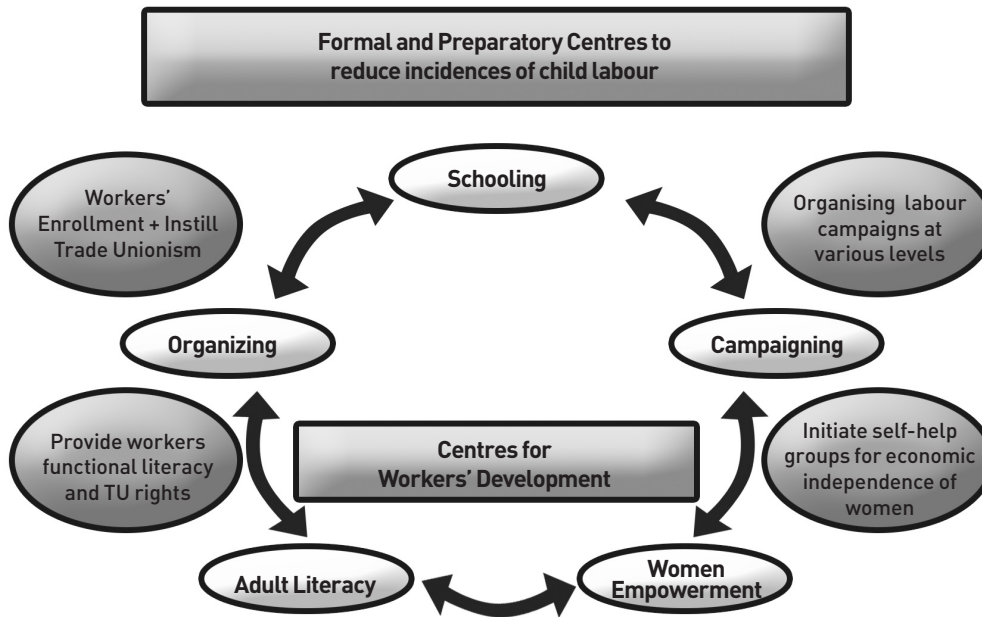 Formal and Preparatory Centres to
reduce incidences of child labour
Schooling
Workers’
Enrollment + Instill
Trade Unionism
Organising labour
campaigns at
various levels
Organizing
Campaigning
Provide workers
functional literacy
and TU rights
Centres for
Workers’ Development
Initiate self-help
groups for economic
independence of
women
Adult Literacy
Women
Empowerment